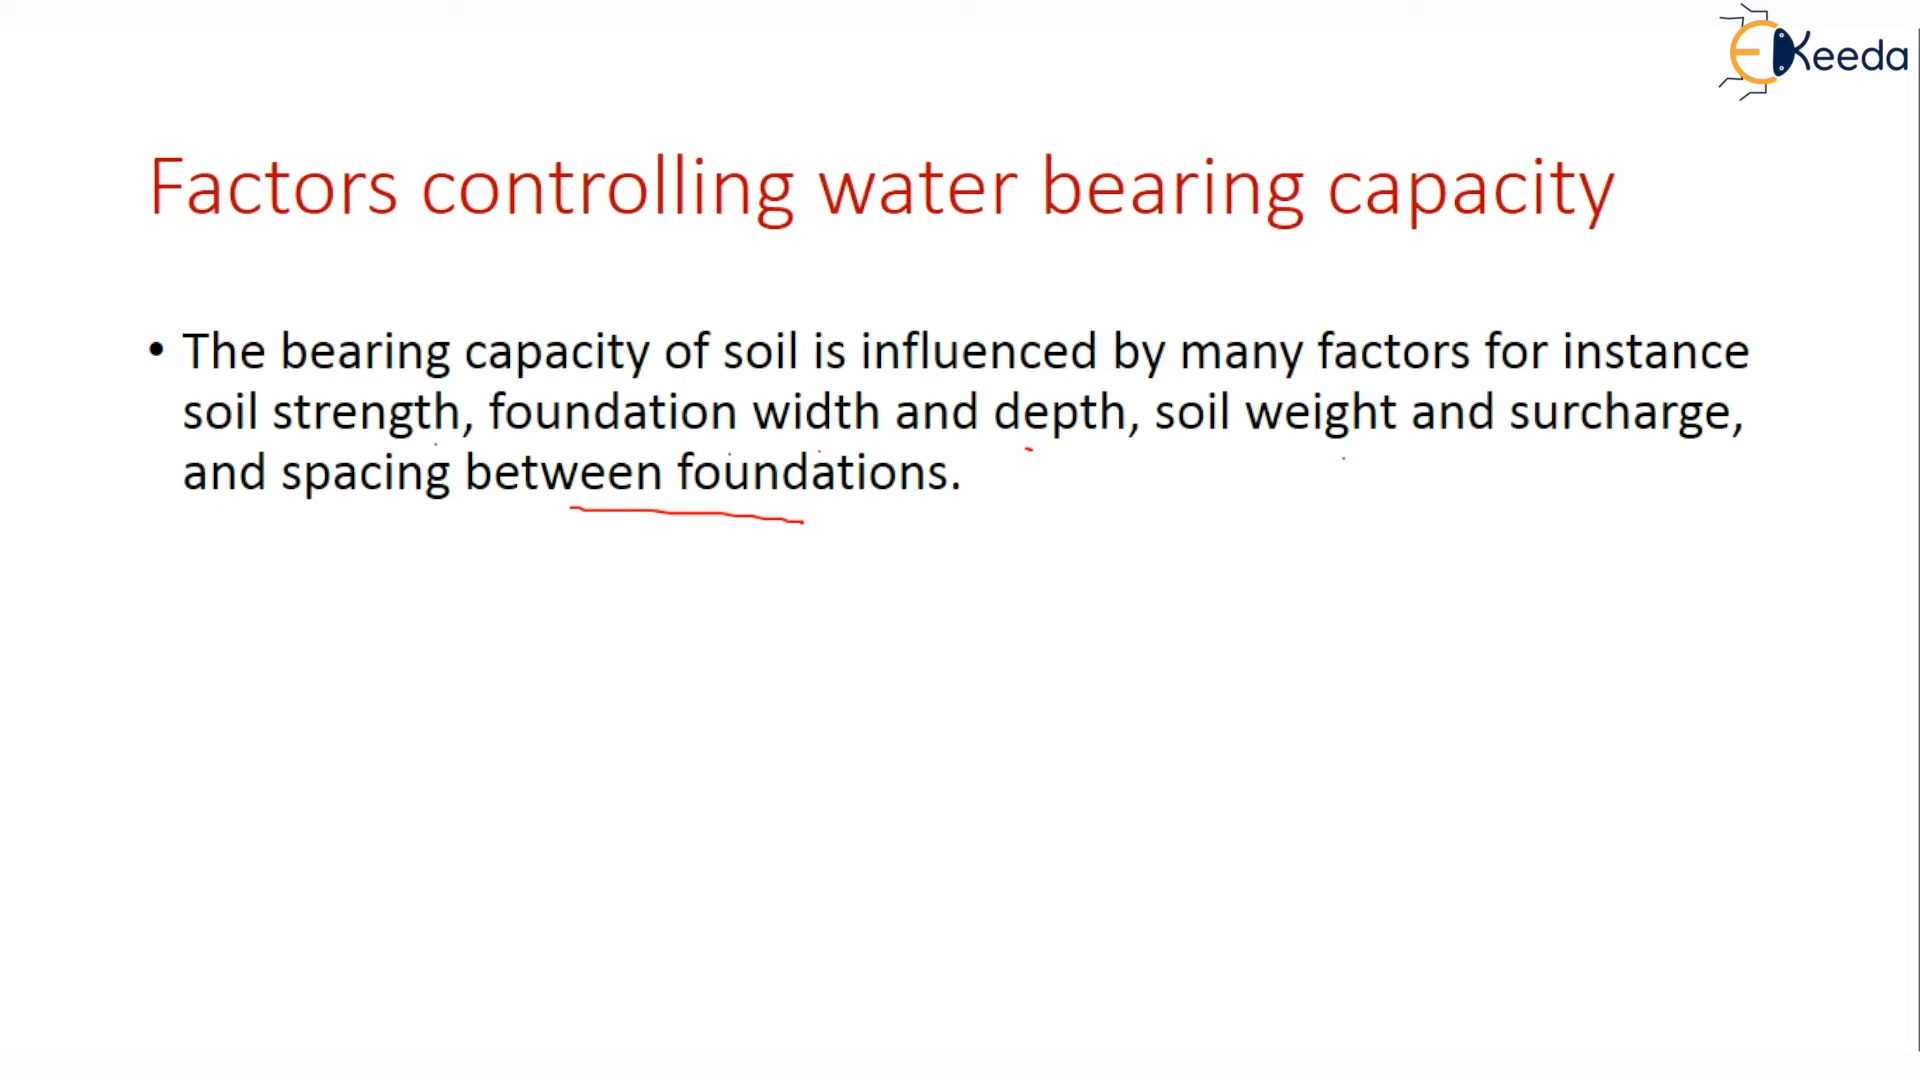 EKeeda
Factors controlling water bearing capacity
• The bearing capacity of soil is influenced by many factors for instance
soil strength, foundation width and depth, soil weight and surcharge,
and spacing between foundations.